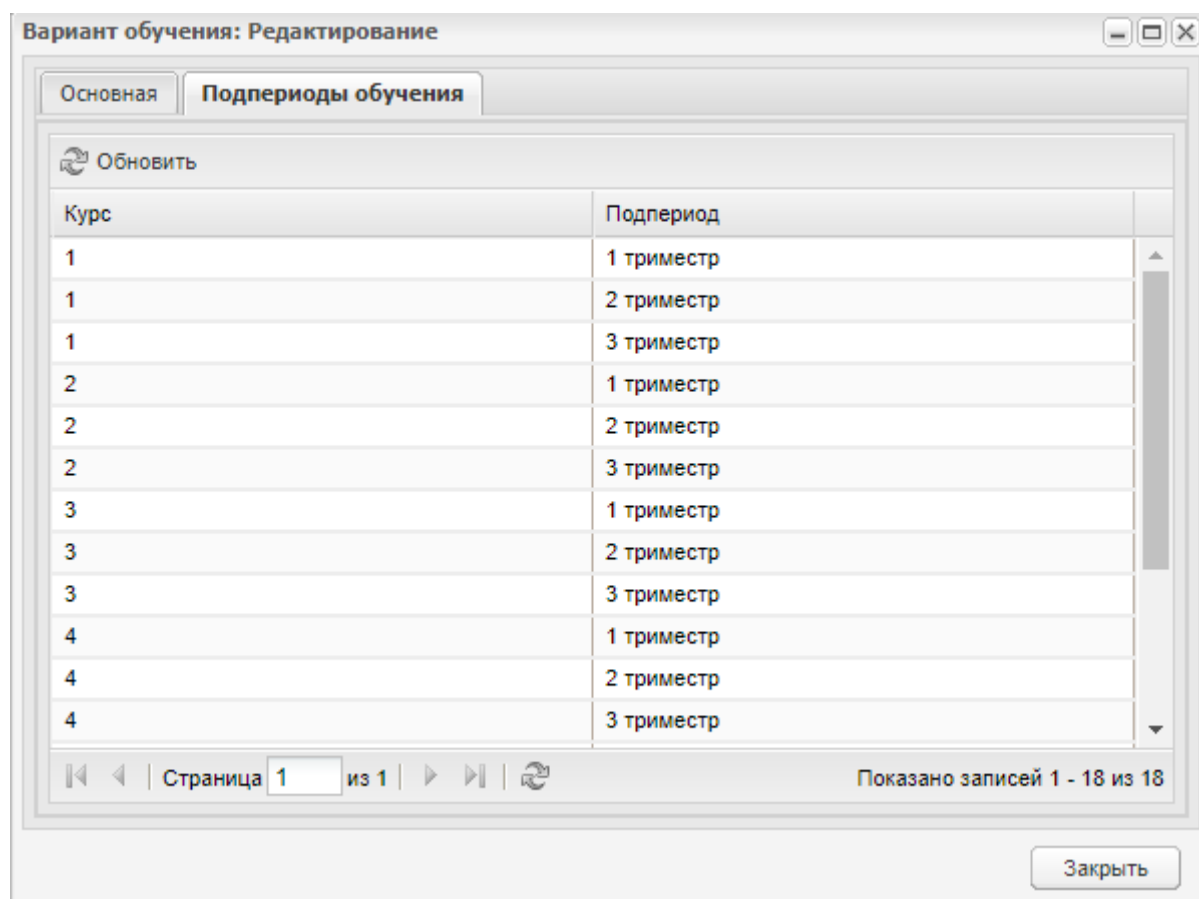 Вариант обучения: Редактирование
Основная Подпериоды обучения
Обновить
Курс Подпериод
1 1 триместр
1 2 триместр
1 3 триместр
2 1 триместр
2 2 триместр
2 3 триместр
3 1 триместр
3 2 триместр
3 3 триместр
4 1 триместр
4 2 триместр
4 3 триместр
Страница 1 из 1 Показано записей 1 - 18 из 18
Закрыть